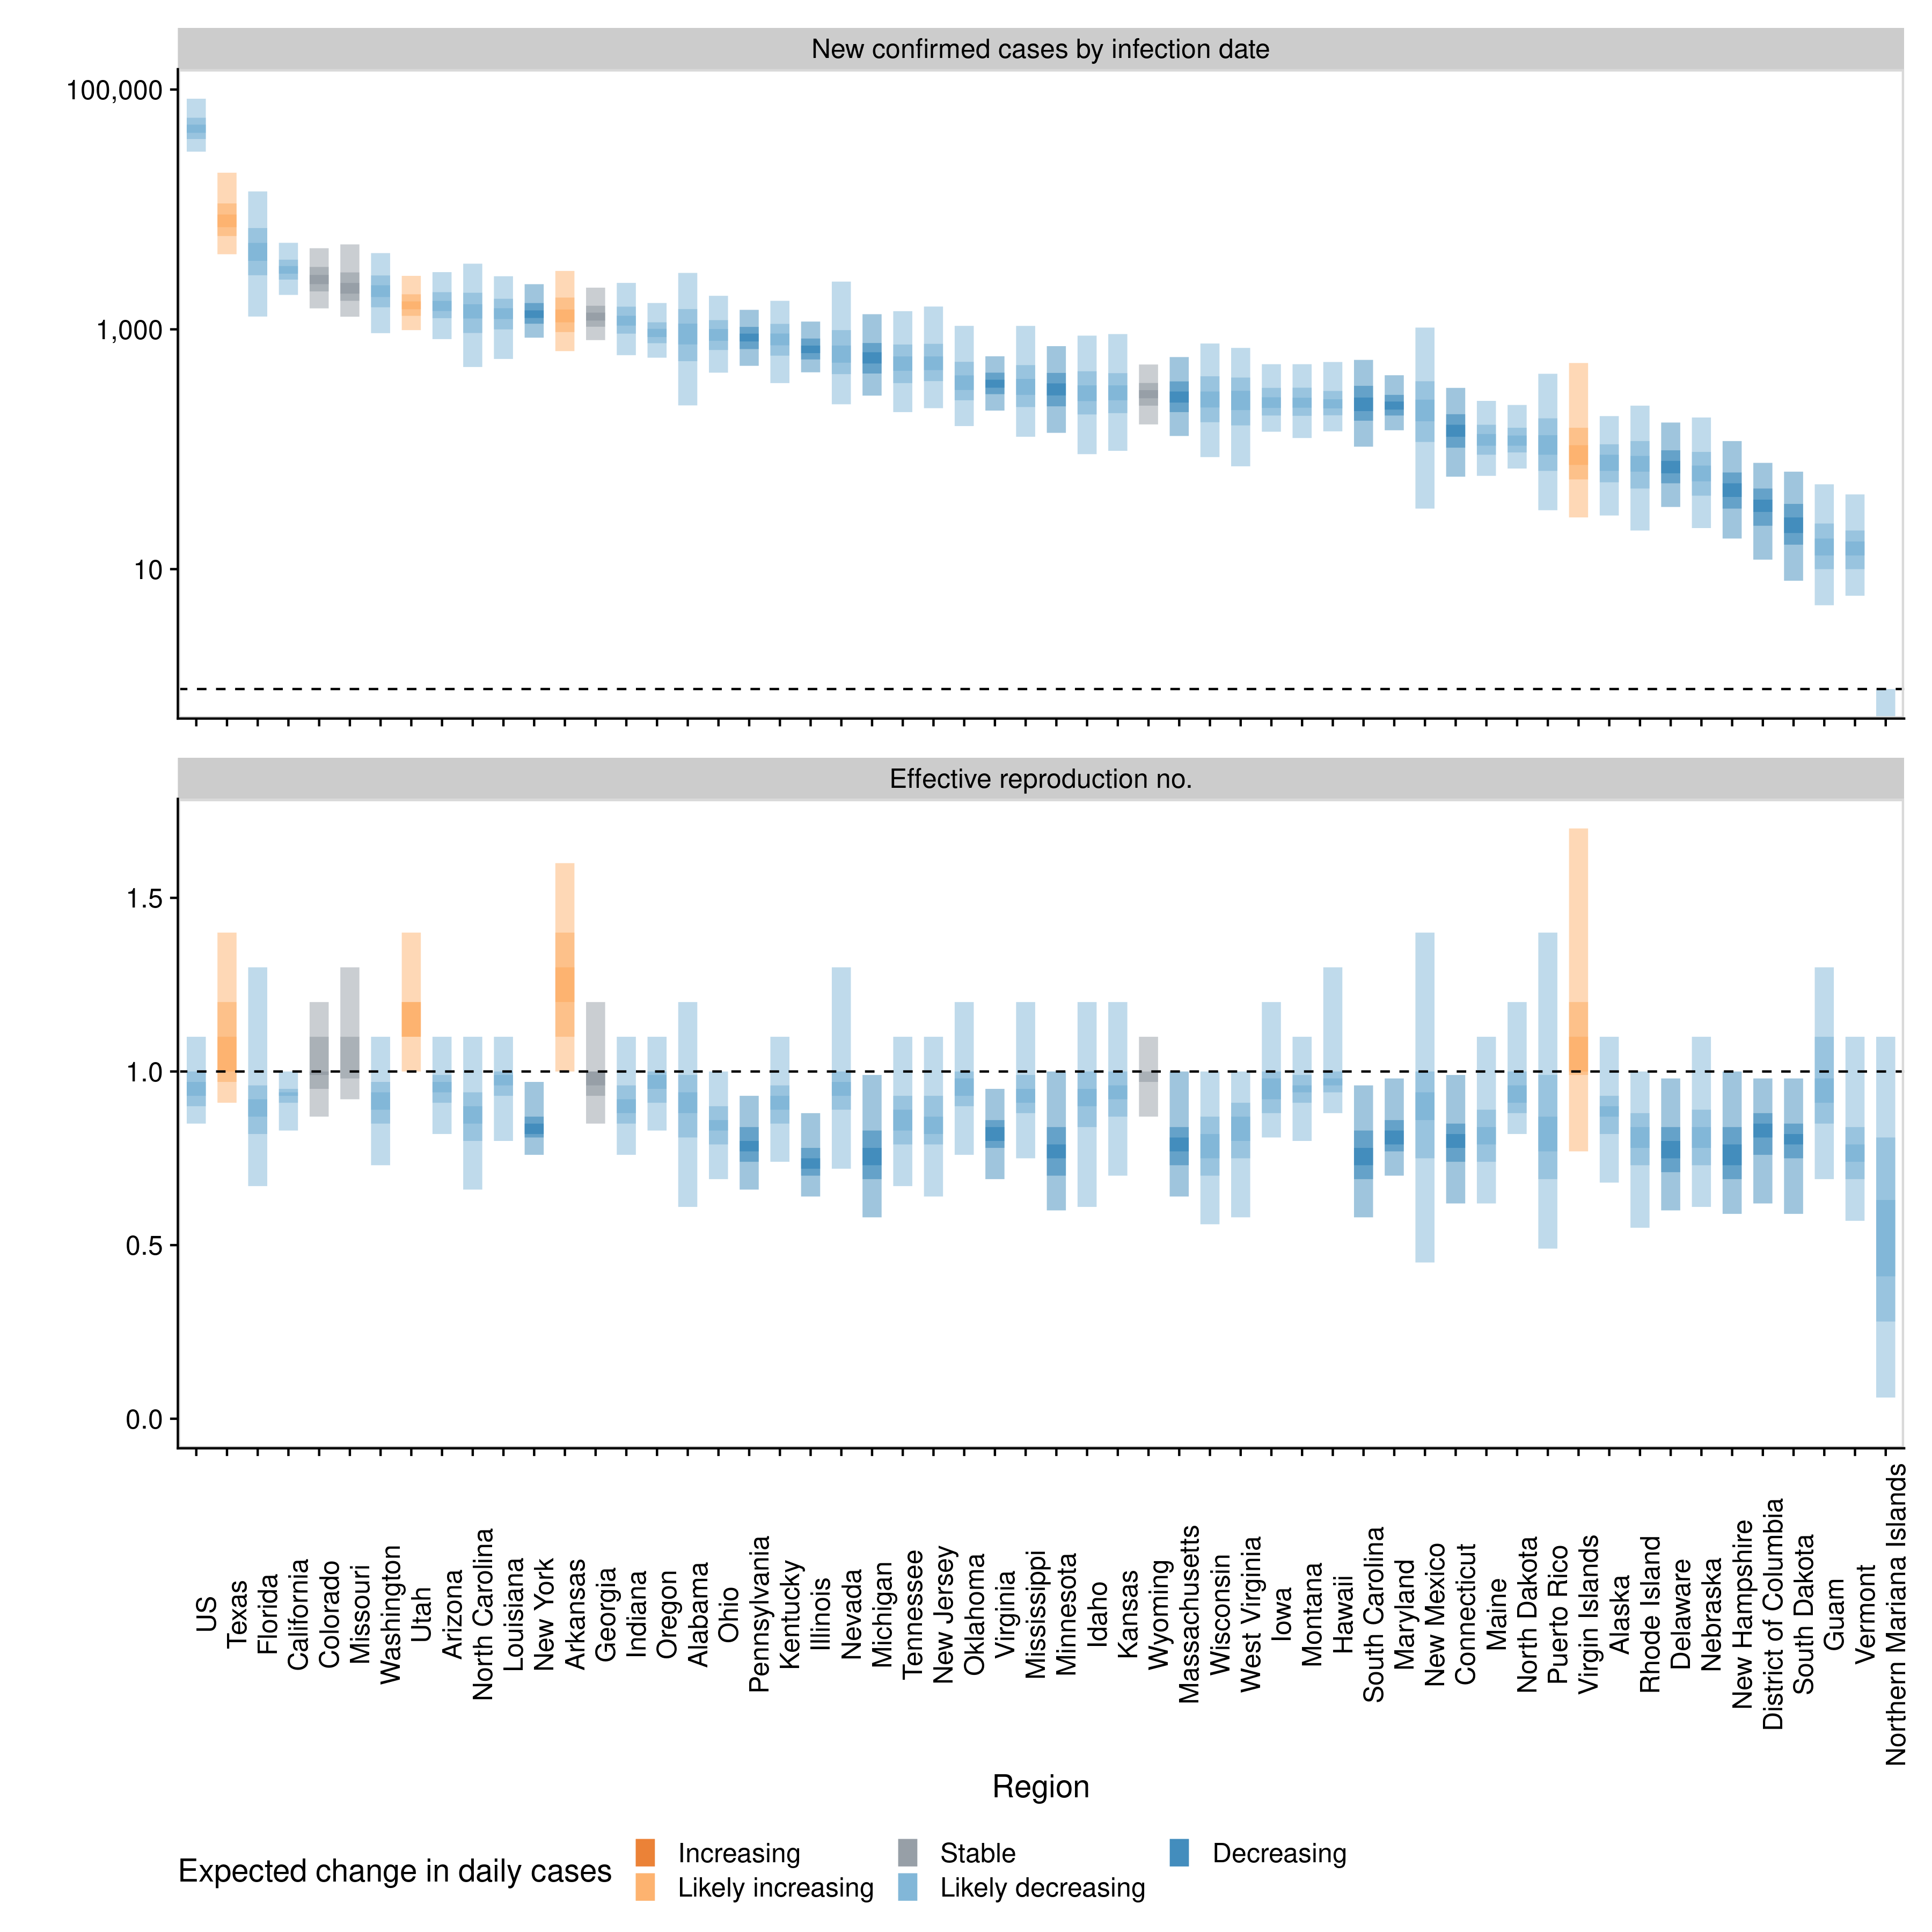 New confirmed cases by infection date
100,000
1,000
10
Effective reproduction no.
1.5
1.0
0.5
0.0
US
Texas
Florida
California
Colorado
Missouri
Washington
Utah
Arizona
North Carolina
Louisiana
New York
Arkansas
Georgia
Indiana
Oregon
Alabama
Ohio
Pennsylvania
Kentucky
Illinois
Nevada
Michigan
Tennessee
New Jersey
Oklahoma
Virginia
Mississippi
Minnesota
Idaho
Kansas
Wyoming
Massachusetts
Wisconsin
West Virginia
Iowa
Montana
Hawaii
South Carolina
Maryland
New Mexico
Connecticut
Maine
North Dakota
Puerto Rico
Virgin Islands
Alaska
Rhode Island
Delaware
Nebraska
New Hampshire
District of Columbia
South Dakota
Guam
Vermont
Northern Mariana Islands
Region
Expected change in daily cases
Increasing
Stable
Decreasing
Likely increasing
Likely decreasing